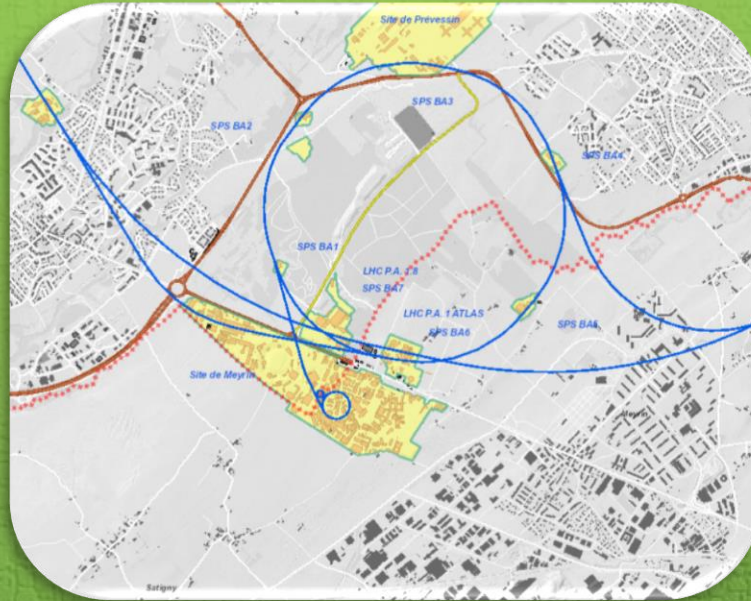 Site de Prévessin
SPS BA3
SPS BA2
SPS BA4
SPS BA1
LHC P.A. 1.8
SPS BA7
LHC P.A. 1 ATLAS
SPS BA6
SPS BA5
Site de Meyrin
Meyrin
Satigny